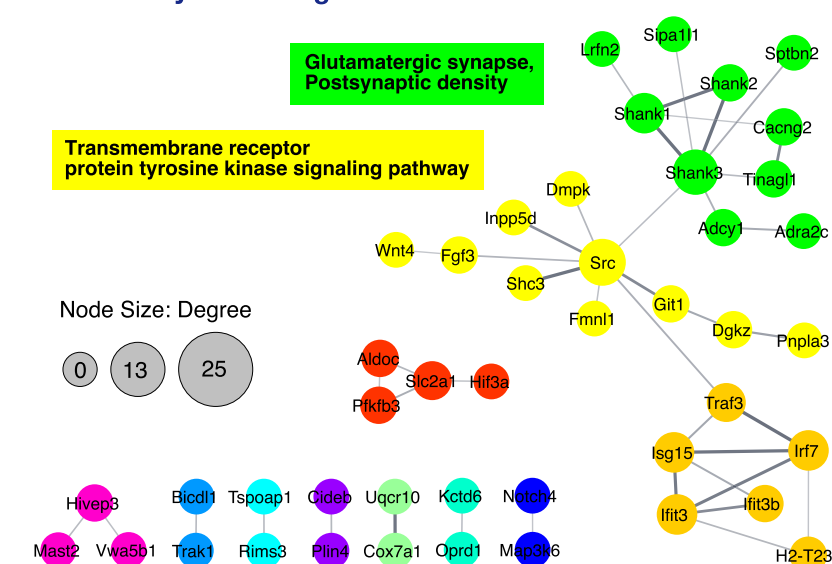 Glutamatergic synapse,
Postsynaptic density
Transmembrane receptor
protein tyrosine kinase signaling pathway
Lrfn2
Sipa1l1
Sptbn2
Shank2
Shank1
Cacng2
Shank3
Tinagl1
Adcy1
Adra2c
Dmpk
Inpp5d
Wnt4
Fgf3
Src
Shc3
Fmnl1
Git1
Dgkz
Pnpla3
Node Size: Degree
0
13
25
Aldoc
Slc2a1
Hif3a
Pfkfb3
Traf3
Isg15
Irf7
Ifit3b
Ifit3
H2-T23
Hivep3
Mast2
Vwa5b1
Bicdl1
Trak1
Tspoap1
Rims3
Cideb
Plin4
Uqcr10
Cox7a1
Kctd6
Oprd1
Notch4
Map3k6